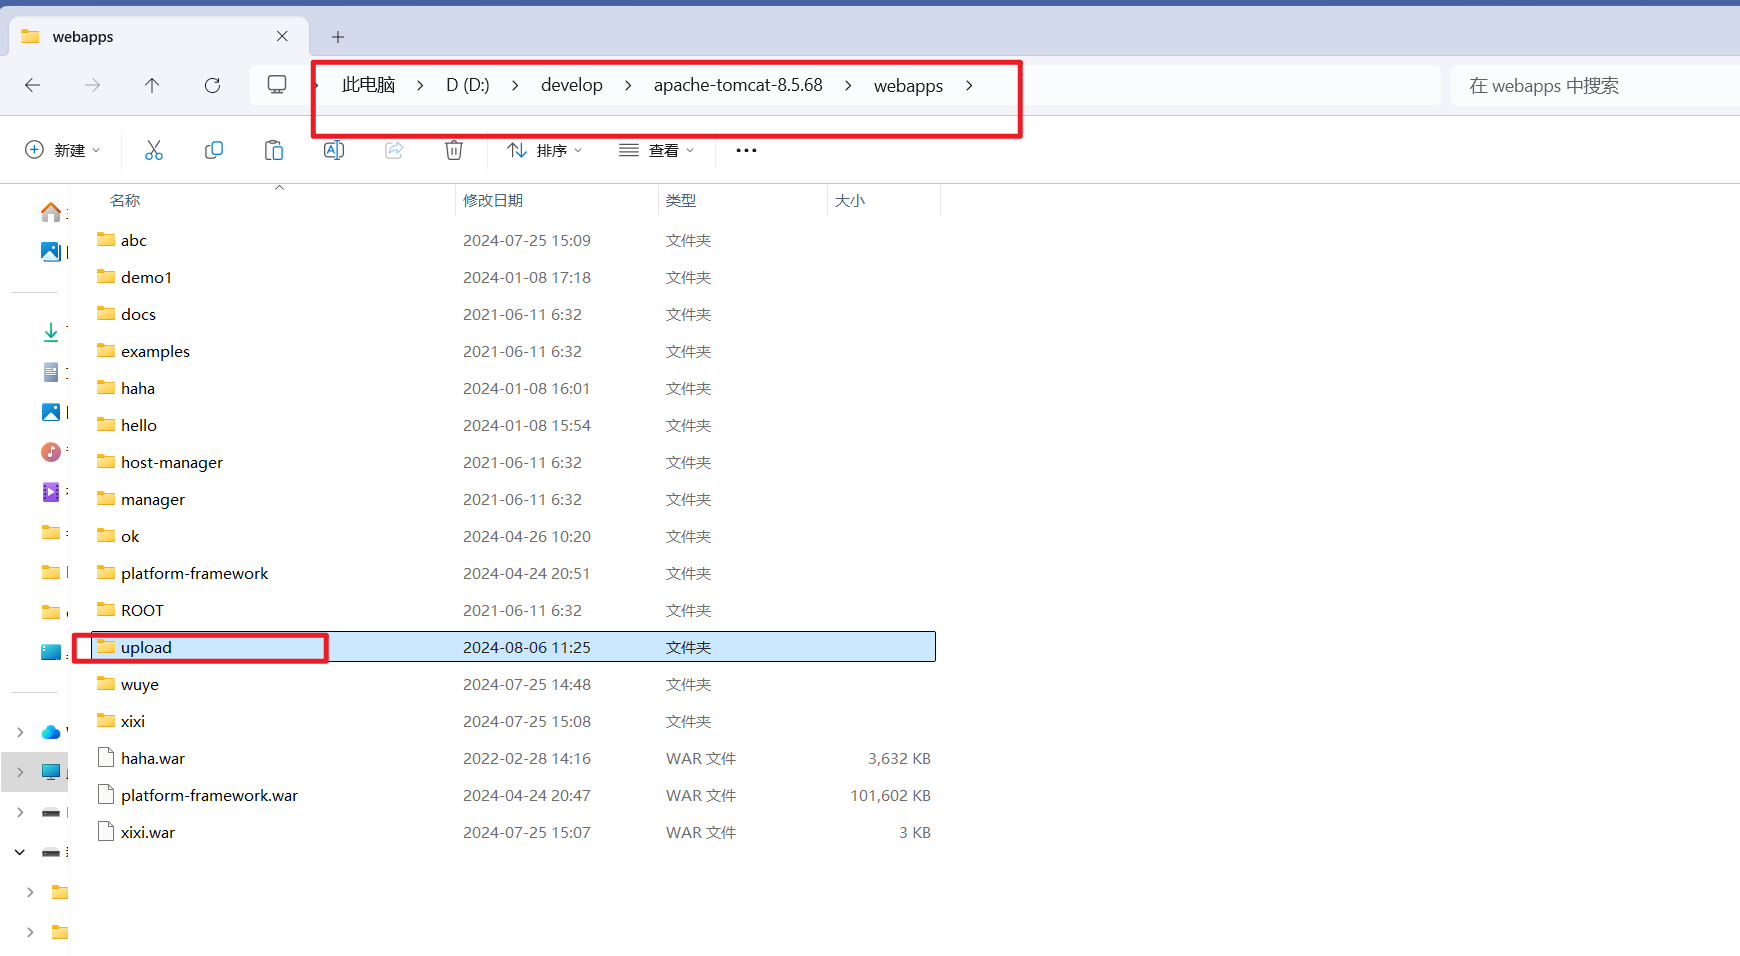 webapps
此电脑 > D (D:) > develop > apache-tomcat-8.5.68 > webapps >
在 webapps 中搜索
新建 排序 查看
名称 修改日期 类型 大小
abc 2024-07-25 15:09 文件夹
demo1 2024-01-08 17:18 文件夹
docs 2021-06-11 6:32 文件夹
examples 2021-06-11 6:32 文件夹
haha 2024-01-08 16:01 文件夹
hello 2024-01-08 15:54 文件夹
host-manager 2021-06-11 6:32 文件夹
manager 2021-06-11 6:32 文件夹
ok 2024-04-26 10:20 文件夹
platform-framework 2024-04-24 20:51 文件夹
ROOT 2021-06-11 6:32 文件夹
upload 2024-08-06 11:25 文件夹
wuye 2024-07-25 14:48 文件夹
xixi 2024-07-25 15:08 文件夹
haha.war 2022-02-28 14:16 WAR 文件 3,632 KB
platform-framework.war 2024-04-24 20:47 WAR 文件 101,602 KB
xixi.war 2024-07-25 15:07 WAR 文件 3 KB